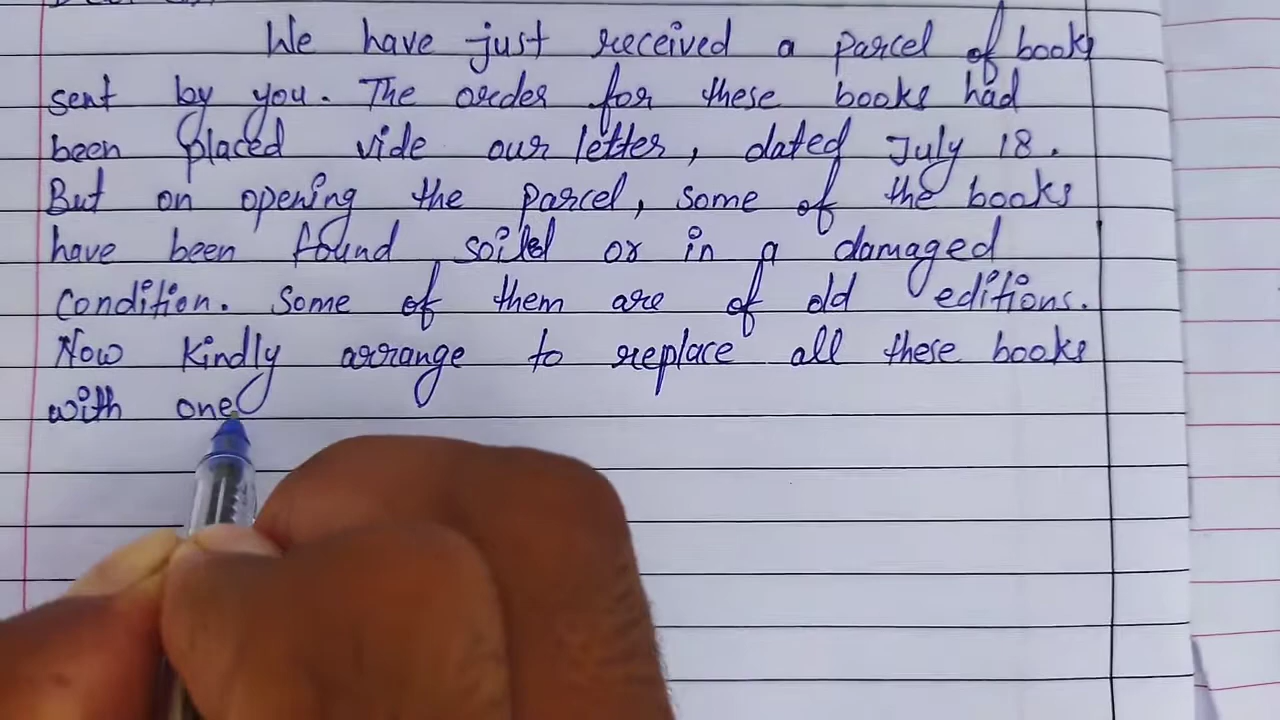 We have just received a parcel of books
sent by you. The order for these books had
been placed vide our letter, dated July 18.
But on opening the parcel, some of the books
have been found soiled or in a damaged
condition. Some of them are of old editions.
Now Kindly arrange to replace all these books
with one